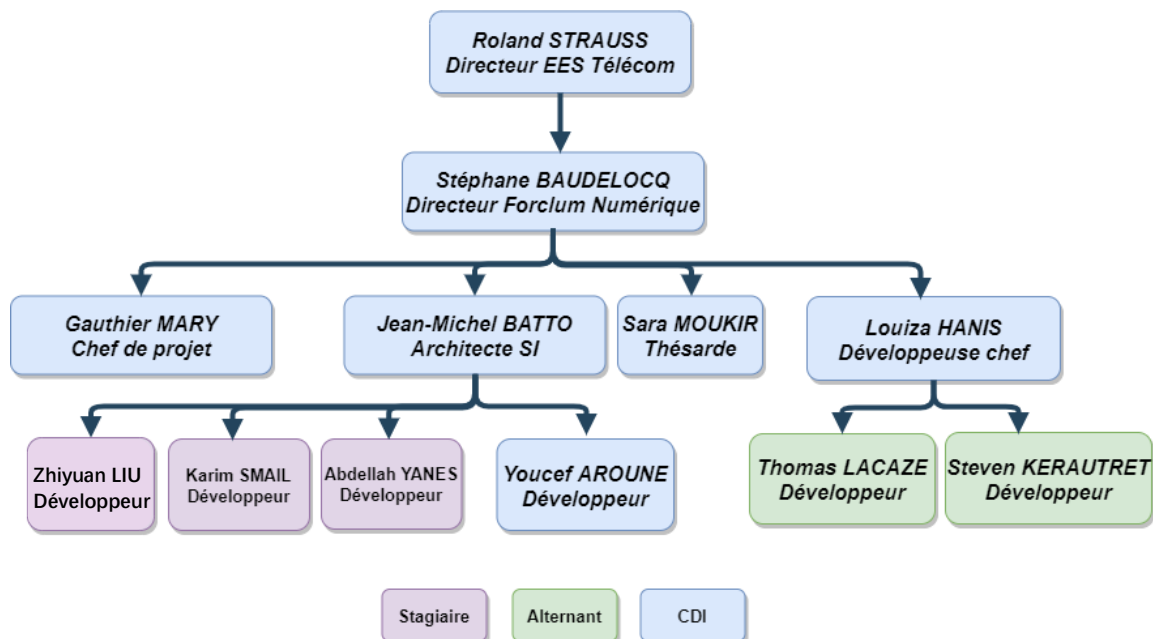 Roland STRAUSS
Directeur EES Télécom
Stéphane BAUDELOCQ
Directeur Forclum Numérique
Gauthier MARY
Chef de projet
Jean-Michel BATTO
Architecte SI
Sara MOUKIR
Thésarde
Louiza HANIS
Développeuse chef
Zhiyuan LIU
Développeur
Karim SMAIL
Développeur
Abdellah YANES
Développeur
Youcef AROUNE
Développeur
Thomas LACAZE
Développeur
Steven KERAUTRET
Développeur
Stagiaire
Alternant
CDI